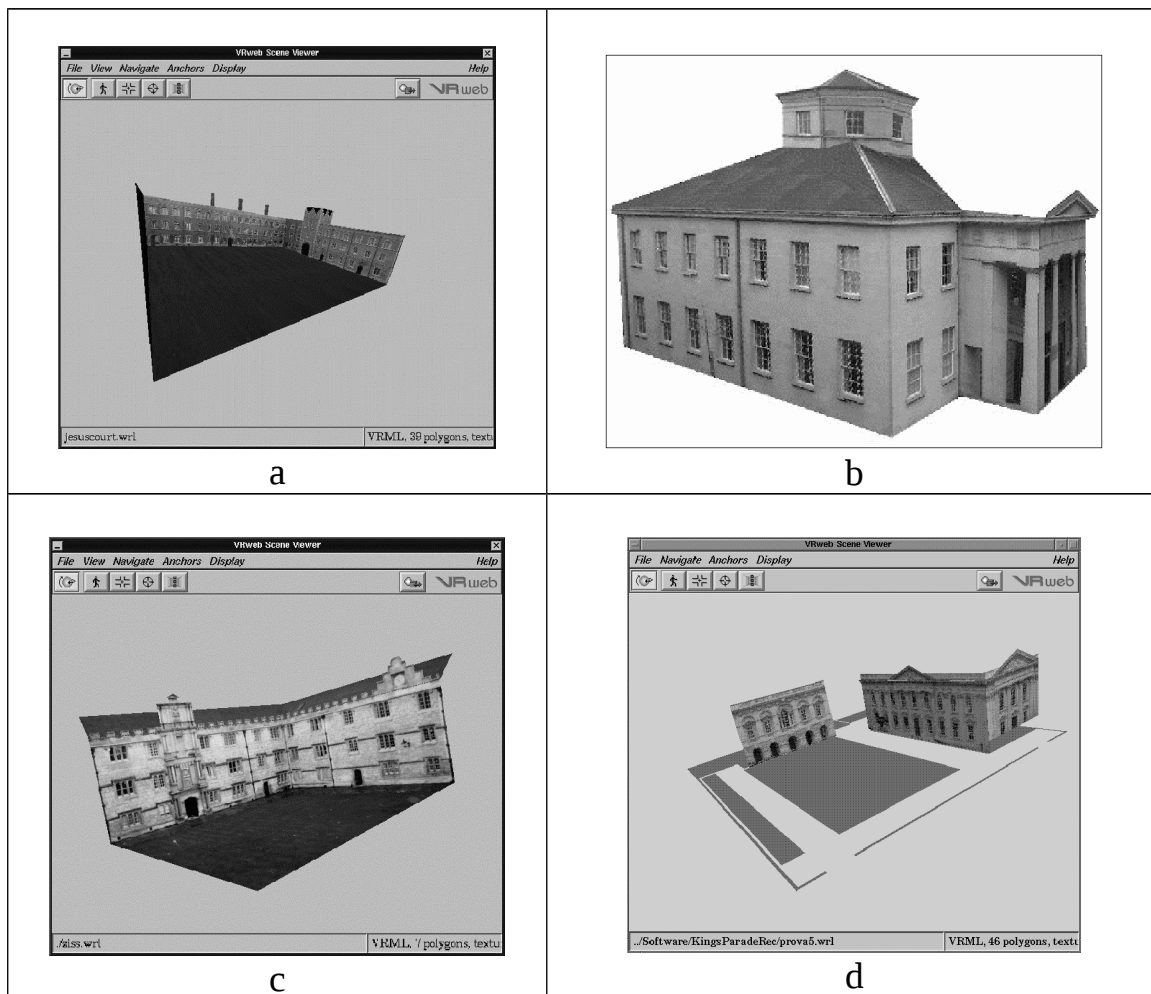 VRweb Scene Viewer
File View Navigate Anchors Display Help
VRweb
jesuscourt.wrl VRML, 39 polygons, textu
a
b
VRweb Scene Viewer
File View Navigate Anchors Display Help
VRweb
VRML, 7 polygons, textu
c
VRweb Scene Viewer
File Navigate Anchors Display Help
VRweb
../Software/KingsParadeRec/prova5.wrl VRML, 46 polygons, textu
d